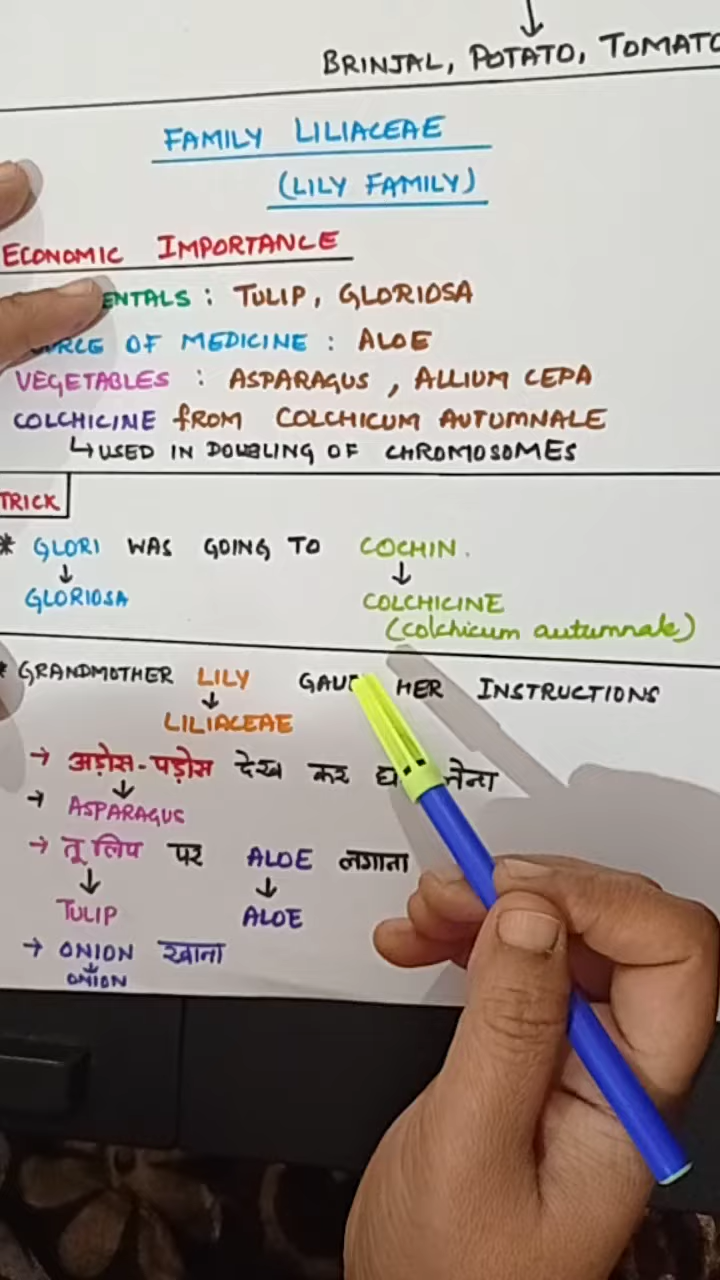 BRINJAL, POTATO, TOMATO
FAMILY LILIACEAE
(LILY FAMILY)
ECONOMIC IMPORTANCE
ENTALS : TULIP, GLORIOSA
OF MEDICINE : ALOE
VEGETABLES : ASPARAGUS , ALLIUM CEPA
COLCHICINE fROM COLCHICUM AUTUMNALE
↳ USED IN DOUBLING OF CHROMOSOMES
TRICK
* GLORI WAS GOING TO COCHIN.
↓ ↓
GLORIOSA COLCHICINE
(colchicum autumnale)
* GRANDMOTHER LILY HER INSTRUCTIONS
↓
LILIACEAE
→ अड़ोस-पड़ोस देख कर लेना
↓
→ ASPARAGUS
→ तू लिप पर ALOE लगाना
↓ ↓
TULIP ALOE
→ ONION खाना
↓
ONION